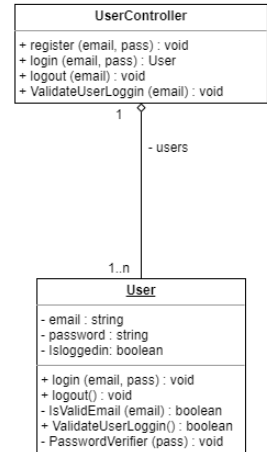 UserController
+ register (email, pass) : void
+ login (email, pass) : User
+ logout (email) : void
+ ValidateUserLoggin (email) : void
1
- users
1..n
User
- email : string
- password : string
- Isloggedin: boolean
+ login (email, pass) : void
+ logout() : void
- IsValidEmail (email) : boolean
+ ValidateUserLoggin() : boolean
- PasswordVerifier (pass) : void